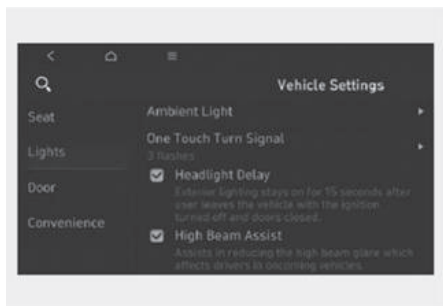 Vehicle Settings
Seat
Lights
Door
Convenience
Ambient Light
One Touch Turn Signal
3 flashes
Headlight Delay
Exterior lighting stays on for 15 seconds after
user leaves the vehicle with the ignition
turned off and doors closed.
High Beam Assist
Assists in reducing the high beam glare which
affects drivers in oncoming vehicles.